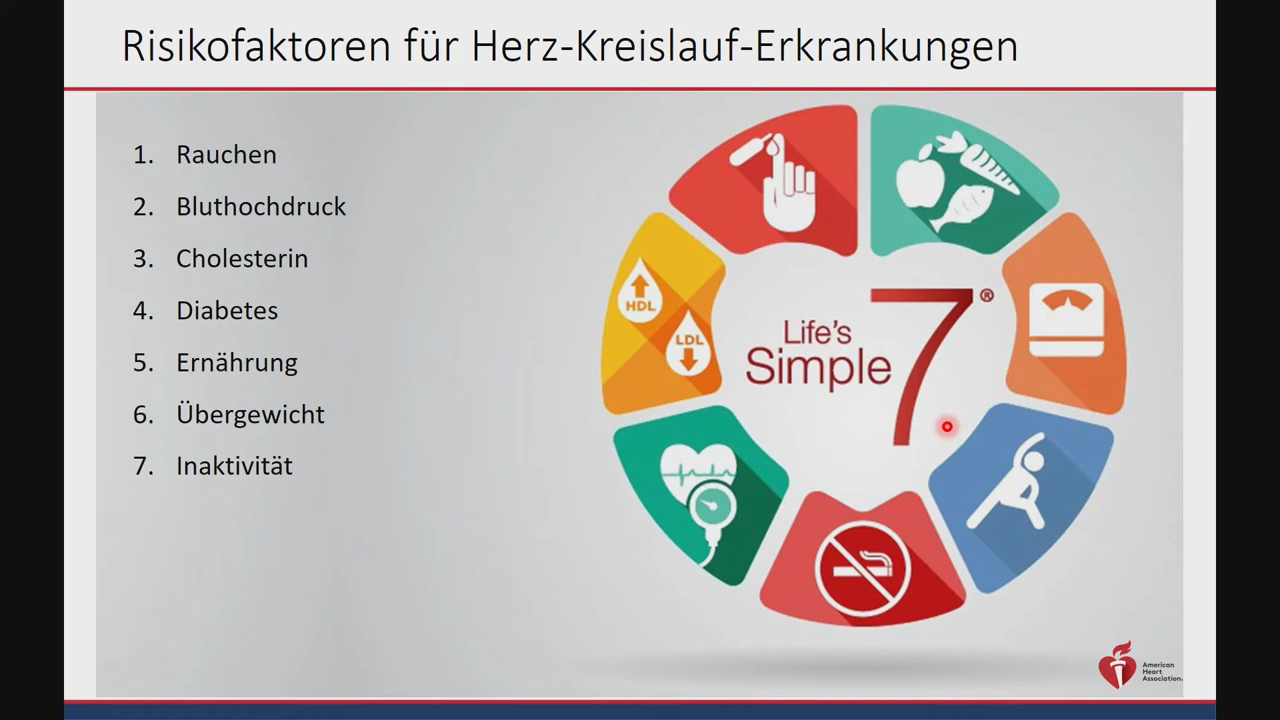 Risikofaktoren für Herz-Kreislauf-Erkrankungen
1. Rauchen
2. Bluthochdruck
3. Cholesterin
4. Diabetes
5. Ernährung
6. Übergewicht
7. Inaktivität
HDL
LDL
Life's
Simple 7®
American
Heart
Association.